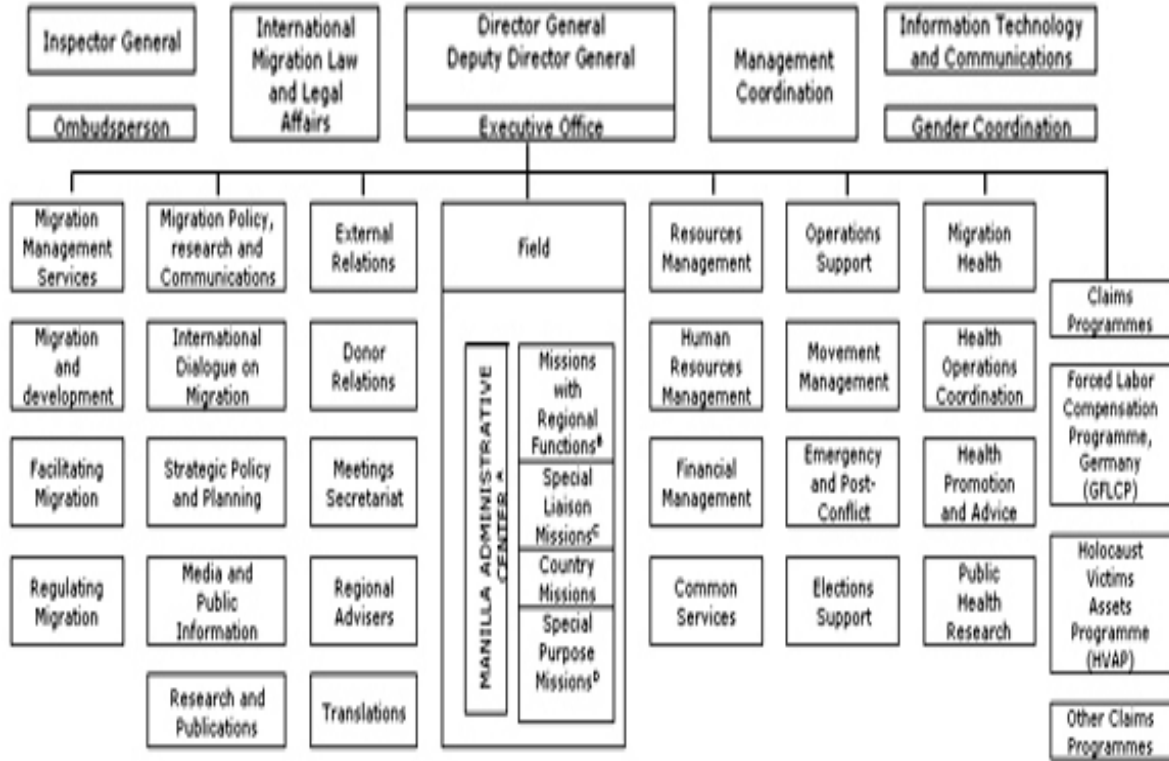 Inspector General
Ombudsperson
International
Migration Law
and Legal
Affairs
Director General
Deputy Director General
Executive Office
Management
Coordination
Information Technology
and Communications
Gender Coordination
Migration
Management
Services
Migration
and
development
Facilitating
Migration
Regulating
Migration
Migration Policy,
research and
Communications
International
Dialogue on
Migration
Strategic Policy
and Planning
Media and
Public
Information
Research and
Publications
External
Relations
Donor
Relations
Meetings
Secretariat
Regional
Advisers
Translations
Field
MANILLA ADMINISTRATIVE
CENTER A
Missions
with
Regional
Functions B
Special
Liaison
Missions C
Country
Missions
Special
Purpose
Missions D
Resources
Management
Human
Resources
Management
Financial
Management
Common
Services
Operations
Support
Movement
Management
Emergency
and Post-
Conflict
Elections
Support
Migration
Health
Health
Operations
Coordination
Health
Promotion
and Advice
Public
Health
Research
Claims
Programmes
Forced Labor
Compensation
Programme,
Germany
(GFLCP)
Holocaust
Victims
Assets
Programme
(HVAP)
Other Claims
Programmes